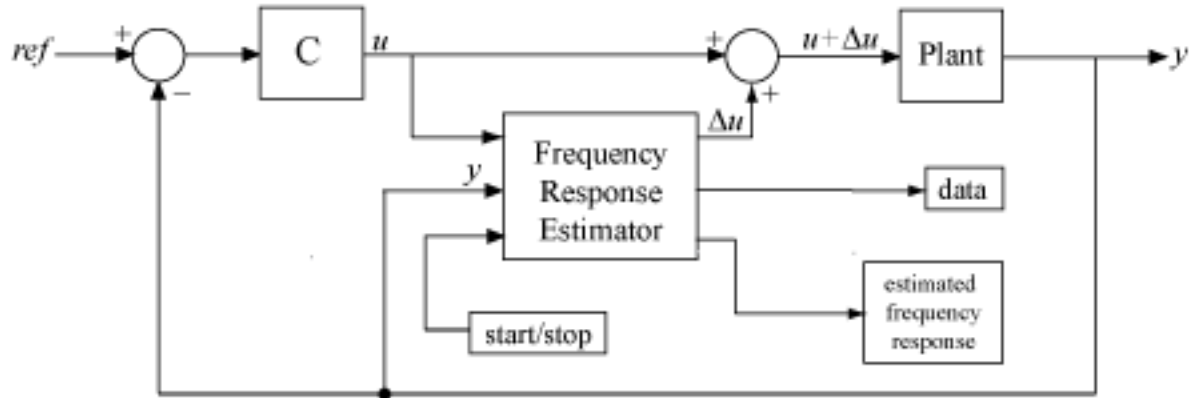 ref
+
−
C
u
+
+
Δu
u+Δu
Plant
y
y
Frequency
Response
Estimator
data
start/stop
estimated
frequency
response